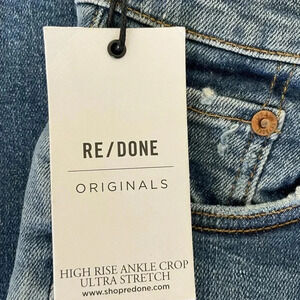 RE/DONE
ORIGINALS
HIGH RISE ANKLE CROP
ULTRA STRETCH
www.shopredone.com